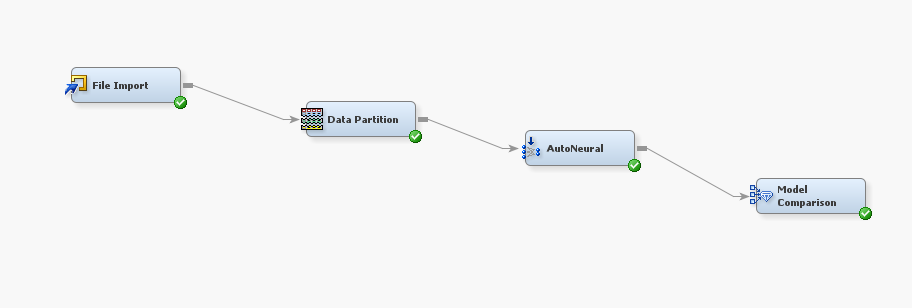 File Import
Data Partition
AutoNeural
Model
Comparison